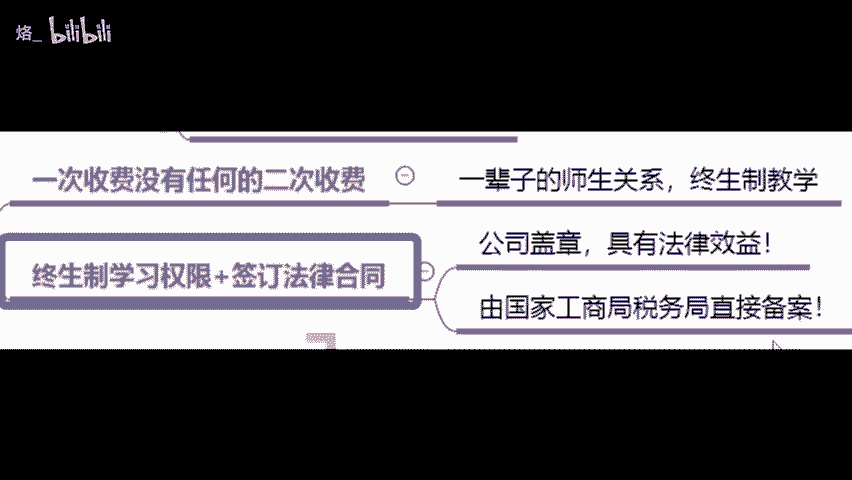 烙_ bilibili
一次收费没有任何的二次收费
一辈子的师生关系，终生制教学
公司盖章，具有法律效益！
终生制学习权限+签订法律合同
由国家工商局税务局直接备案！